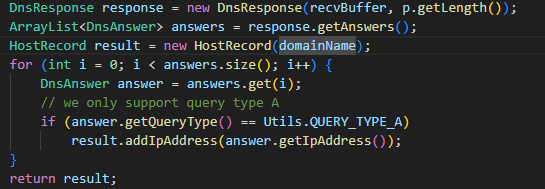 DnsResponse response = new DnsResponse(recvBuffer, p.getLength());
ArrayList<DnsAnswer> answers = response.getAnswers();
HostRecord result = new HostRecord(domainName);
for (int i = 0; i < answers.size(); i++) {
    DnsAnswer answer = answers.get(i);
    // we only support query type A
    if (answer.getQueryType() == Utils.QUERY_TYPE_A)
        result.addIpAddress(answer.getIpAddress());
}
return result;